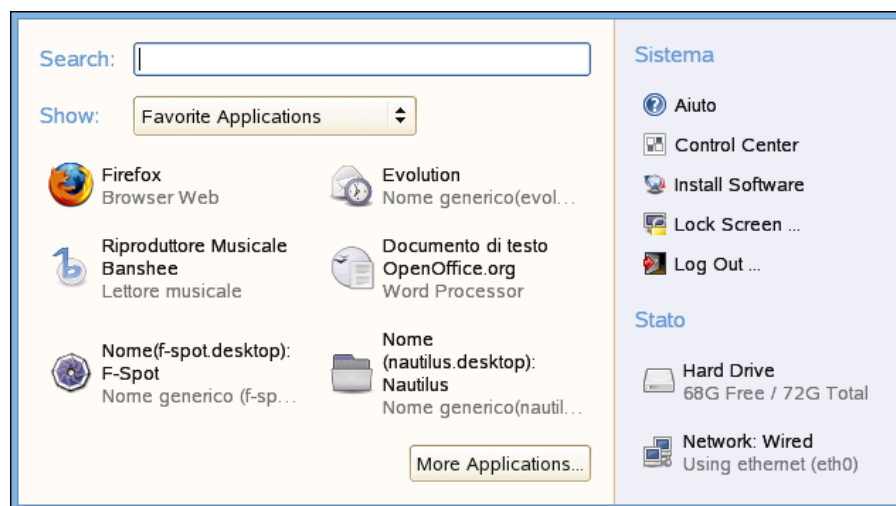 Search:
Show:
Favorite Applications
Firefox
Browser Web
Evolution
Nome generico(evol...
Riproduttore Musicale
Banshee
Lettore musicale
Documento di testo
OpenOffice.org
Word Processor
Nome(f-spot.desktop):
F-Spot
Nome generico (f-sp...
Nome
(nautilus.desktop):
Nautilus
Nome generico(nautil...
More Applications...
Sistema
Aiuto
Control Center
Install Software
Lock Screen ...
Log Out ...
Stato
Hard Drive
68G Free / 72G Total
Network: Wired
Using ethernet (eth0)